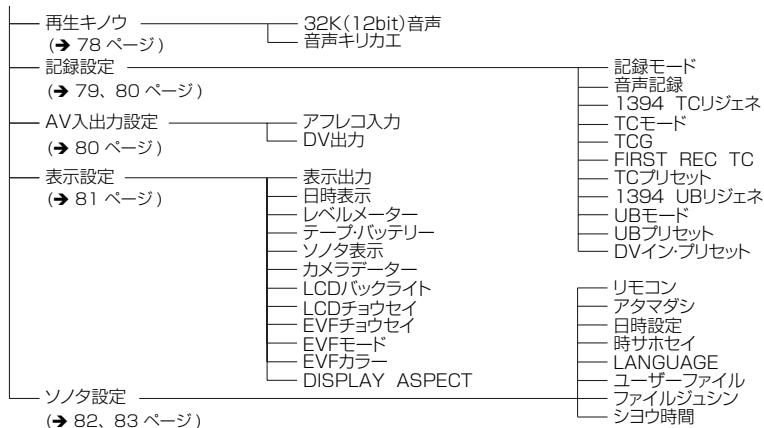 再生キノウ
(➔ 78 ページ)
32K(12bit)音声
音声キリカエ
記録設定
(➔ 79、80 ページ)
記録モード
音声記録
1394 TCリジェネ
TCモード
TCG
FIRST REC TC
TCプリセット
1394 UBリジェネ
UBモード
UBプリセット
DVイン・プリセット
AV入出力設定
(➔ 80 ページ)
アフレコ入力
DV出力
表示設定
(➔ 81 ページ)
表示出力
日時表示
レベルメーター
テープ・バッテリー
ソノタ表示
カメラデーター
LCDバックライト
LCDチョウセイ
EVFチョウセイ
EVFモード
EVFカラー
DISPLAY ASPECT
ソノタ設定
(➔ 82、83 ページ)
リモコン
アタマダシ
日時設定
時サホセイ
LANGUAGE
ユーザーファイル
ファイルジュシン
シヨウ時間